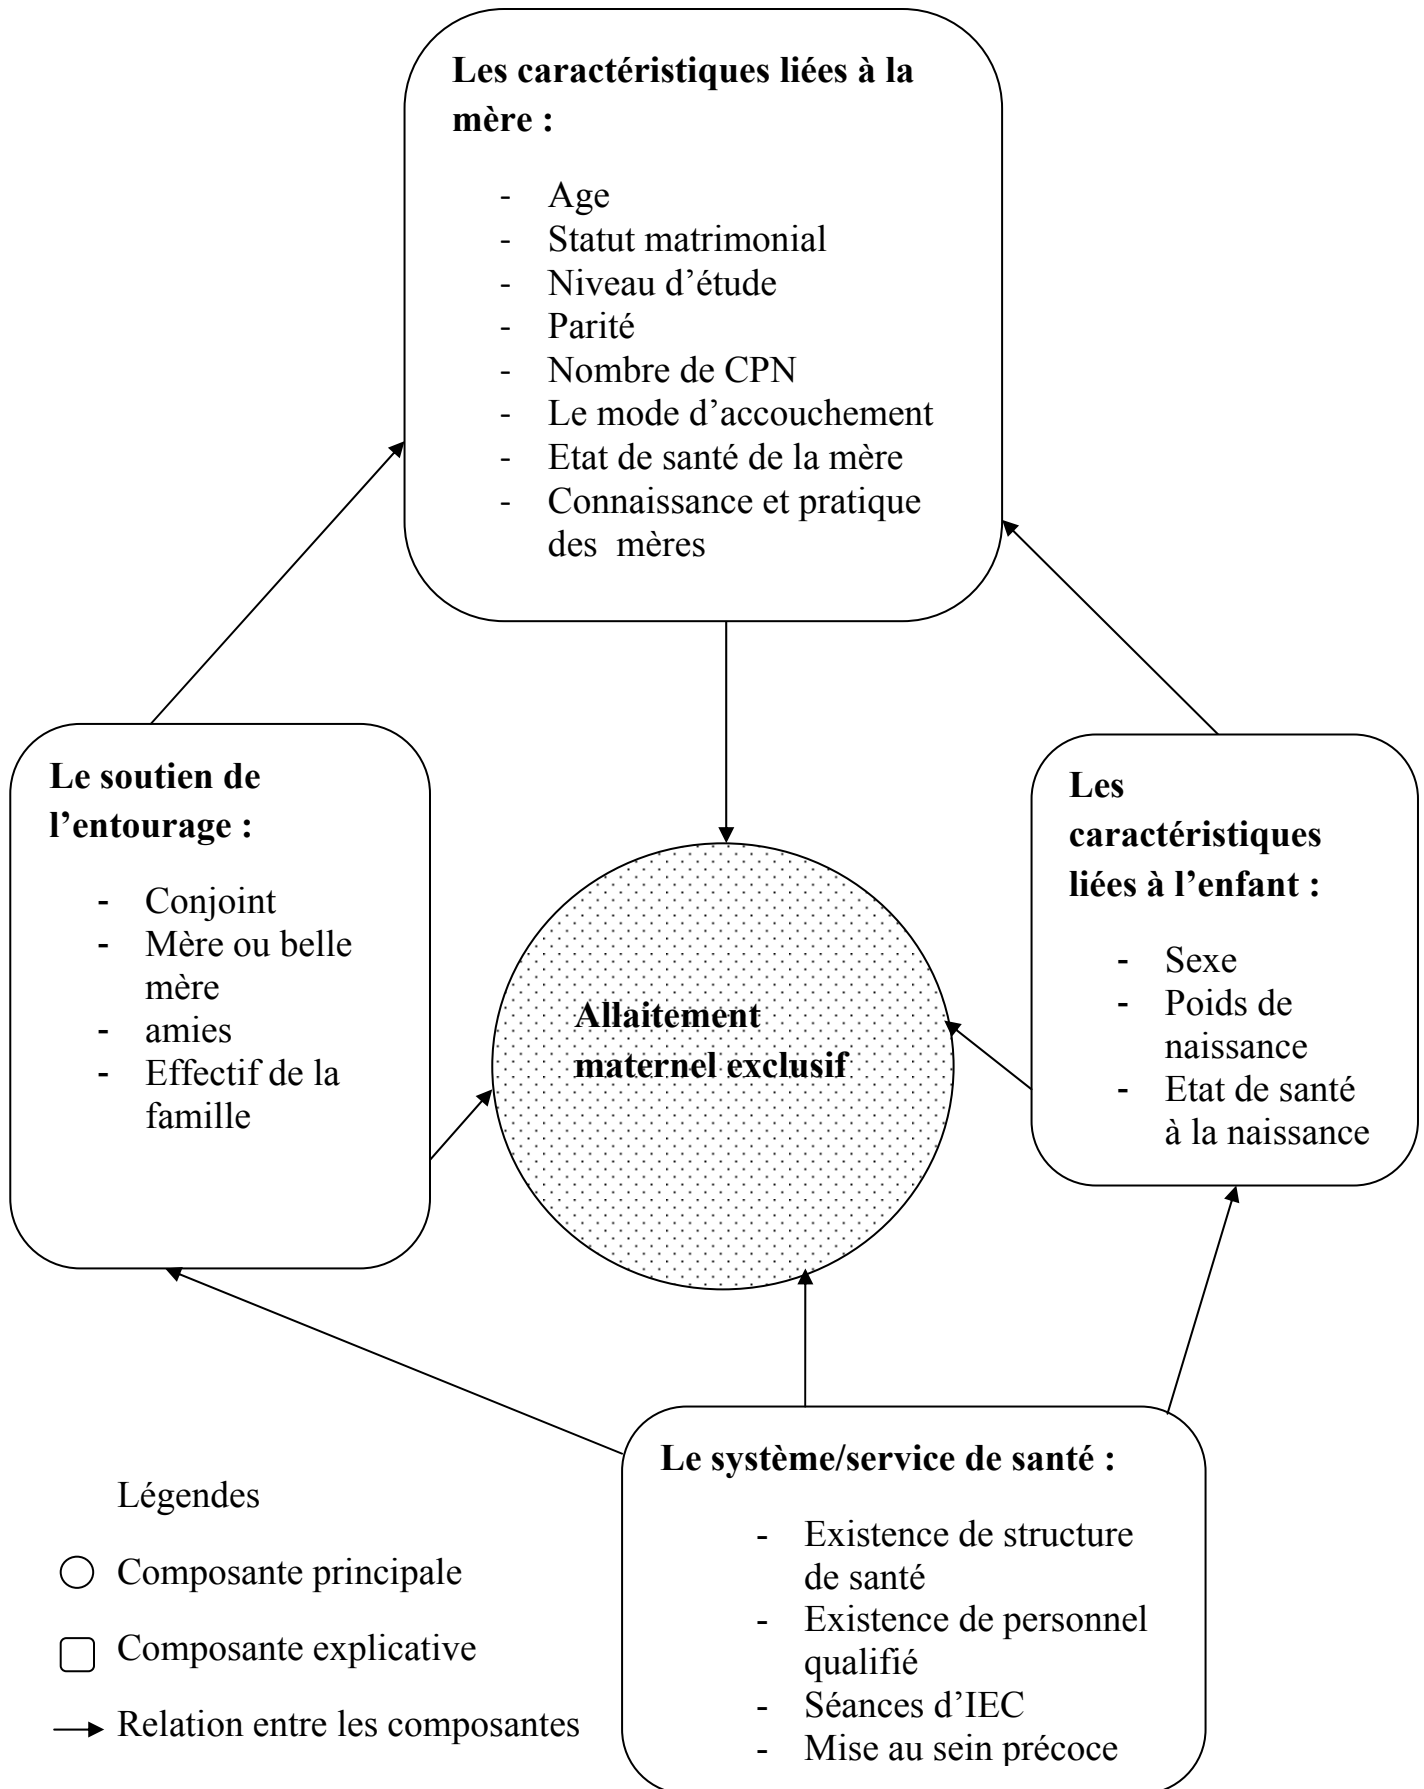 Les caractéristiques liées à la
mère :
- Age
- Statut matrimonial
- Niveau d’étude
- Parité
- Nombre de CPN
- Le mode d’accouchement
- Etat de santé de la mère
- Connaissance et pratique
des mères
Le soutien de
l’entourage :
- Conjoint
- Mère ou belle
mère
- amies
- Effectif de la
famille
Allaitement
maternel exclusif
Les
caractéristiques
liées à l’enfant :
- Sexe
- Poids de
naissance
- Etat de santé
à la naissance
Le système/service de santé :
- Existence de structure
de santé
- Existence de personnel
qualifié
- Séances d’IEC
- Mise au sein précoce
Légendes
Composante principale
Composante explicative
Relation entre les composantes